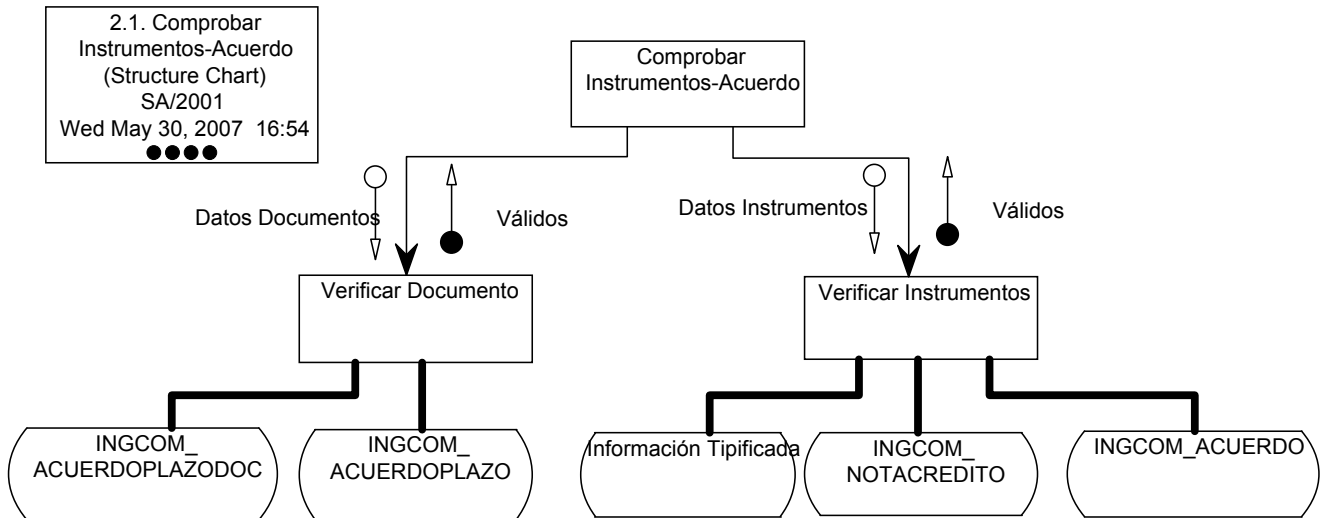 2.1. Comprobar
Instrumentos-Acuerdo
(Structure Chart)
SA/2001
Wed May 30, 2007 16:54
Comprobar
Instrumentos-Acuerdo
Datos Documentos
Válidos
Datos Instrumentos
Válidos
Verificar Documento
Verificar Instrumentos
INGCOM_
ACUERDOPLAZODOC
INGCOM_
ACUERDOPLAZO
Información Tipificada
INGCOM_
NOTACREDITO
INGCOM_ACUERDO